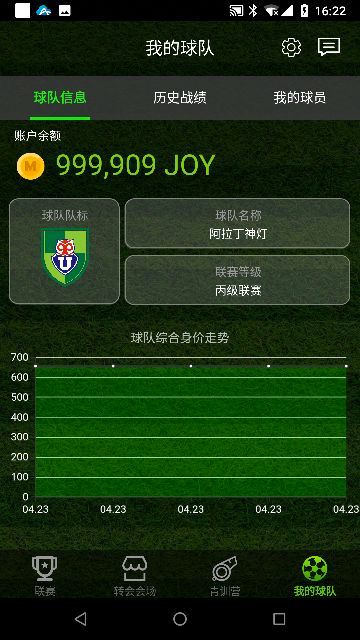 16:22
我的球队
球队信息 历史战绩 我的球员
账户余额
M 999,909 JOY
球队队标
U
球队名称
阿拉丁神灯
联赛等级
丙级联赛
球队综合身价走势
700
600
500
400
300
200
100
0
04.23 04.23 04.23 04.23 04.23
联赛 转会会场 青训营 我的球队